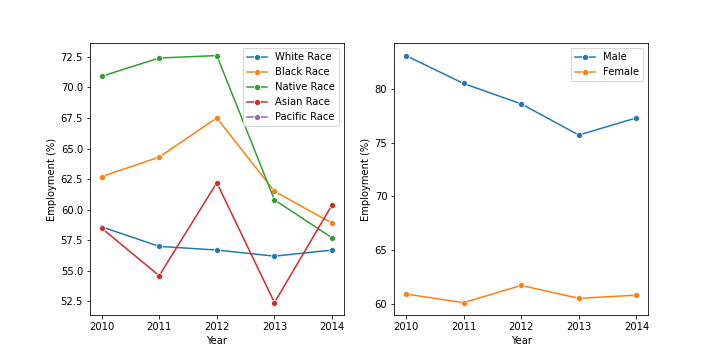 72.5
70.0
67.5
65.0
62.5
60.0
57.5
55.0
52.5
Employment (%)
2010 2011 2012 2013 2014
Year
White Race
Black Race
Native Race
Asian Race
Pacific Race
80
75
70
65
60
Employment (%)
2010 2011 2012 2013 2014
Year
Male
Female